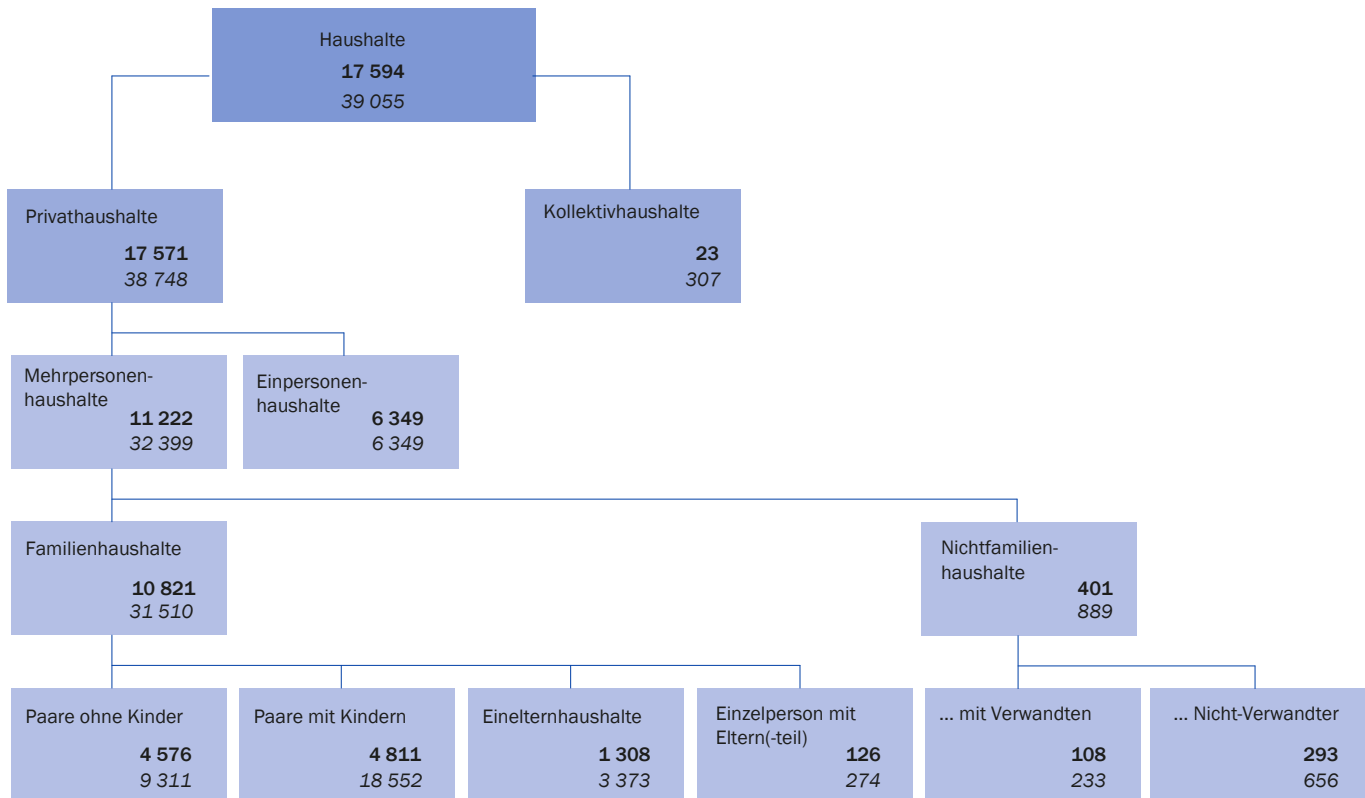 Haushalte
17 594
39 055
Privathaushalte
17 571
38 748
Kollektivhaushalte
23
307
Mehrpersonen-
haushalte
11 222
32 399
Einpersonen-
haushalte
6 349
6 349
Familienhaushalte
10 821
31 510
Nichtfamilien-
haushalte
401
889
Paare ohne Kinder
4 576
9 311
Paare mit Kindern
4 811
18 552
Einelternhaushalte
1 308
3 373
Einzelperson mit
Eltern(-teil)
126
274
... mit Verwandten
108
233
... Nicht-Verwandter
293
656